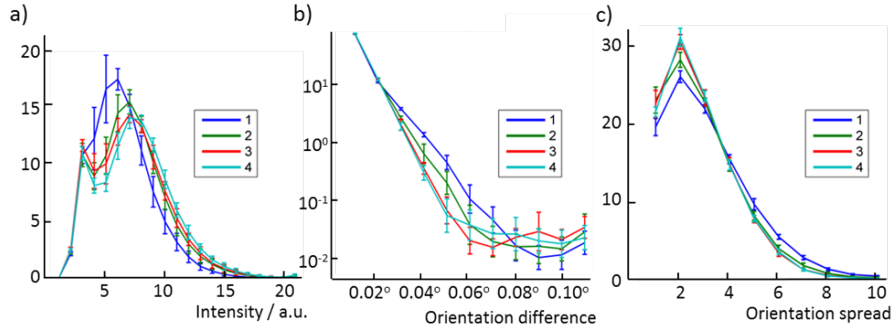 a)
20
15
10
5
0
5 10 15 20
Intensity / a.u.
1
2
3
4
b)
10¹
10⁰
10⁻¹
10⁻²
0.02° 0.04° 0.06° 0.08° 0.10°
Orientation difference
1
2
3
4
c)
30
20
10
0
2 4 6 8 10
Orientation spread
1
2
3
4